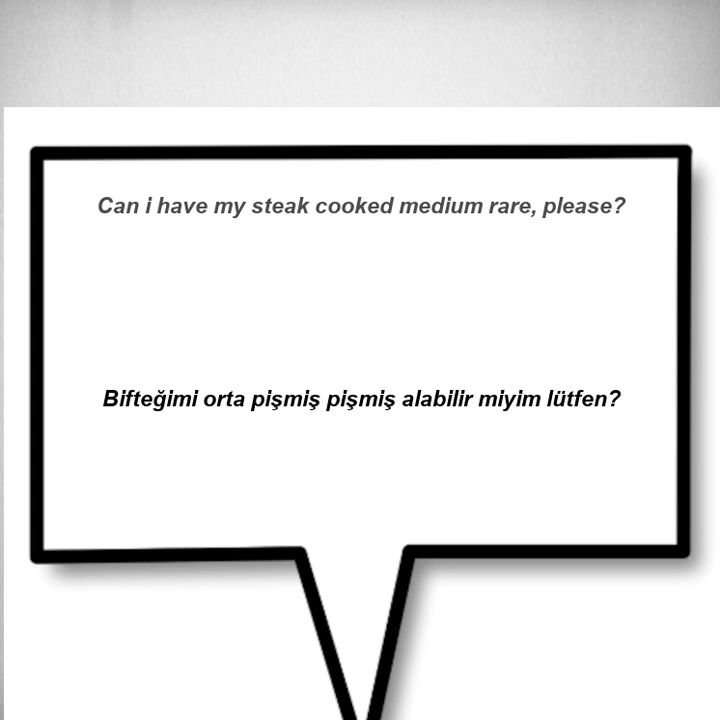 Can i have my steak cooked medium rare, please?
Bifteğimi orta pişmiş pişmiş alabilir miyim lütfen?